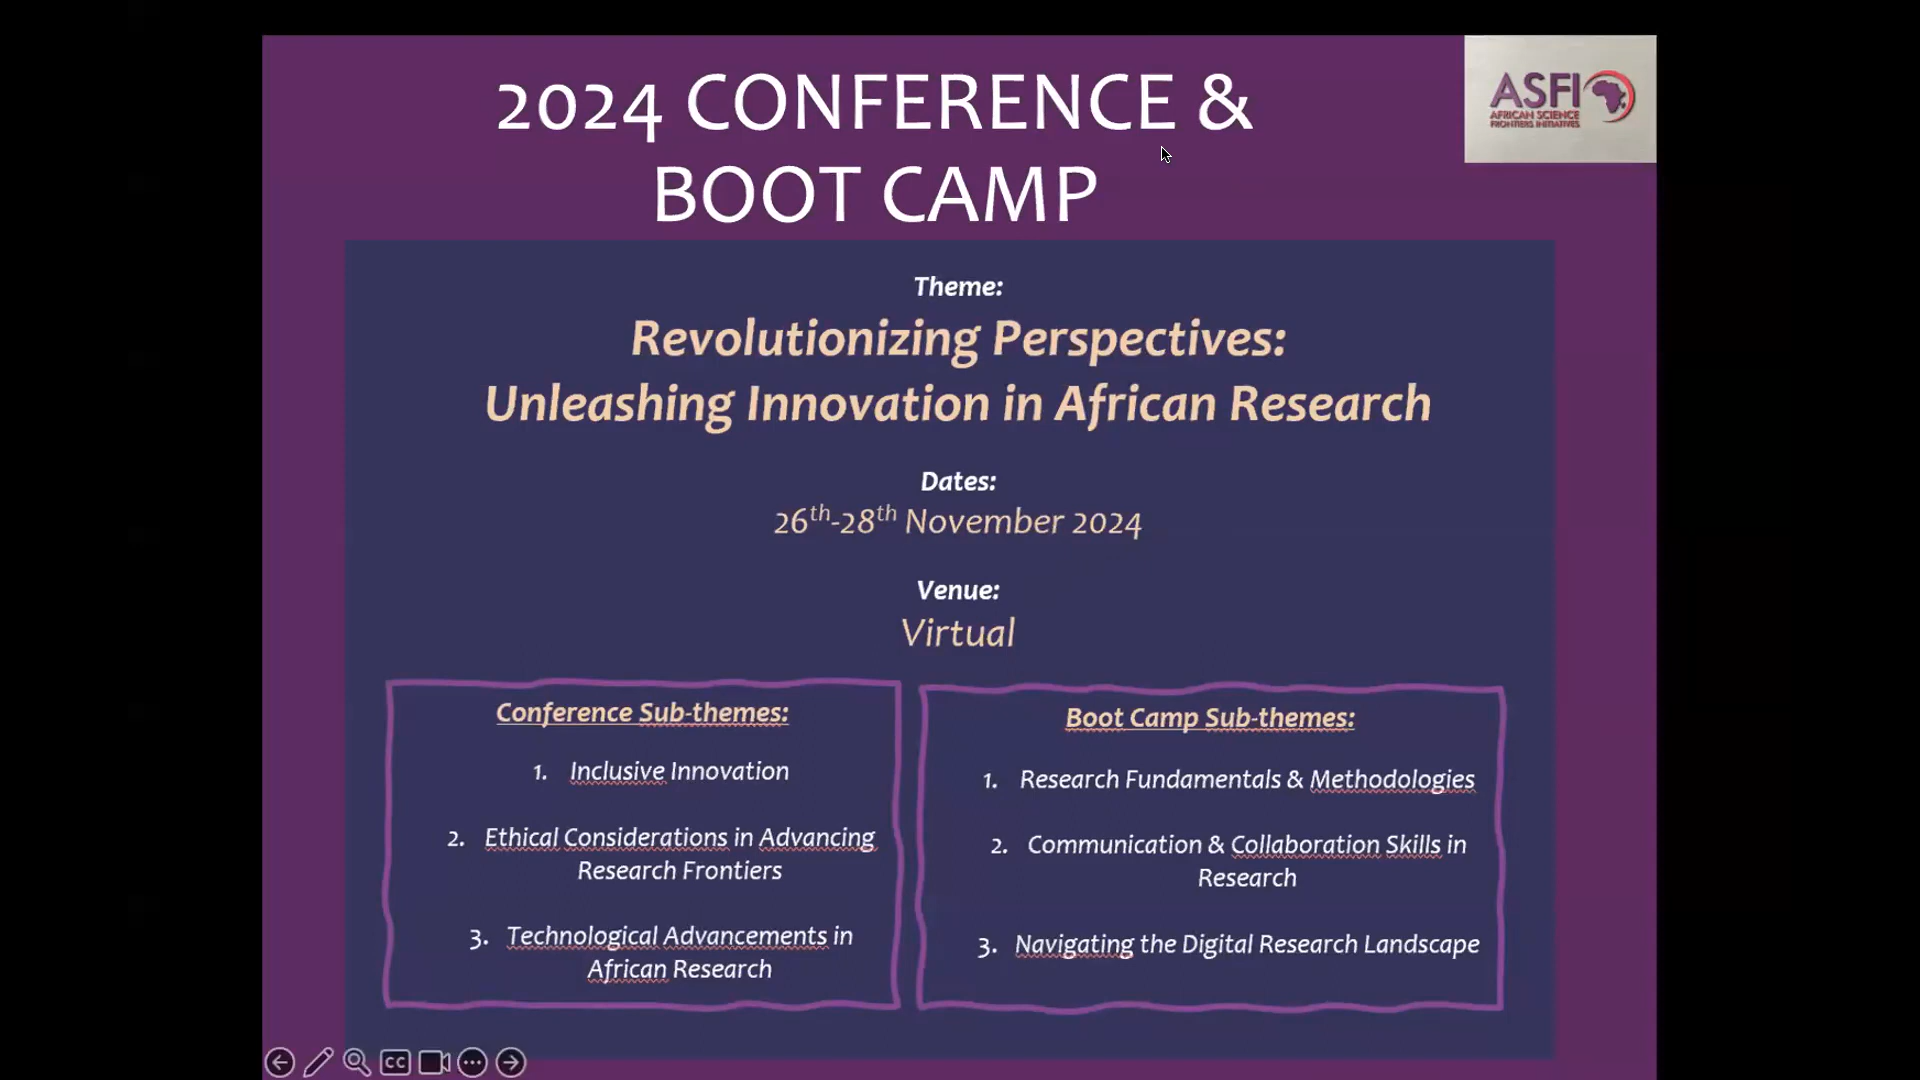 2024 CONFERENCE &
BOOT CAMP
ASFI
AFRICAN SCIENCE
FRONTIERS INITIATIVES
Theme:
Revolutionizing Perspectives:
Unleashing Innovation in African Research
Dates:
26th-28th November 2024
Venue:
Virtual
Conference Sub-themes:
1. Inclusive Innovation
2. Ethical Considerations in Advancing
Research Frontiers
3. Technological Advancements in
African Research
Boot Camp Sub-themes:
1. Research Fundamentals & Methodologies
2. Communication & Collaboration Skills in
Research
3. Navigating the Digital Research Landscape
CC